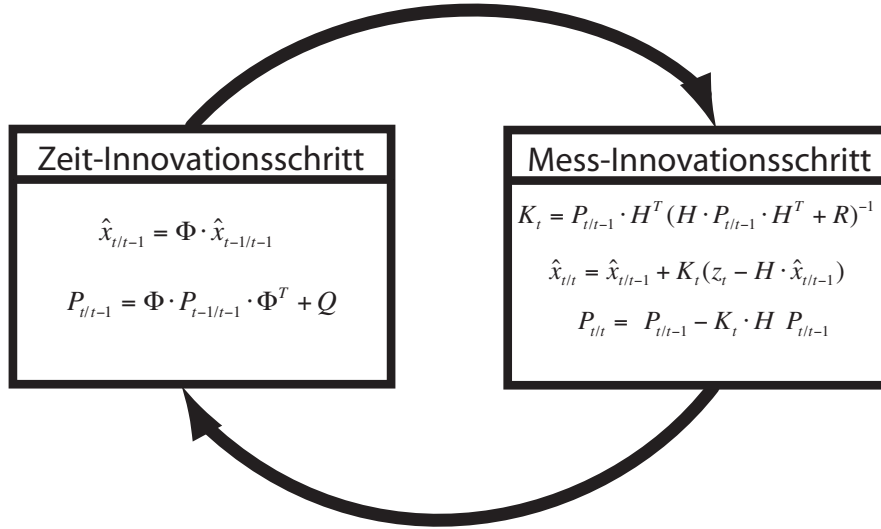 Zeit-Innovationsschritt
x̂_{t/t−1} = Φ · x̂_{t−1/t−1}
P_{t/t−1} = Φ · P_{t−1/t−1} · Φ^T + Q
Mess-Innovationsschritt
K_t = P_{t/t−1} · H^T (H · P_{t/t−1} · H^T + R)^{−1}
x̂_{t/t} = x̂_{t/t−1} + K_t(z_t − H · x̂_{t/t−1})
P_{t/t} = P_{t/t−1} − K_t · H P_{t/t−1}